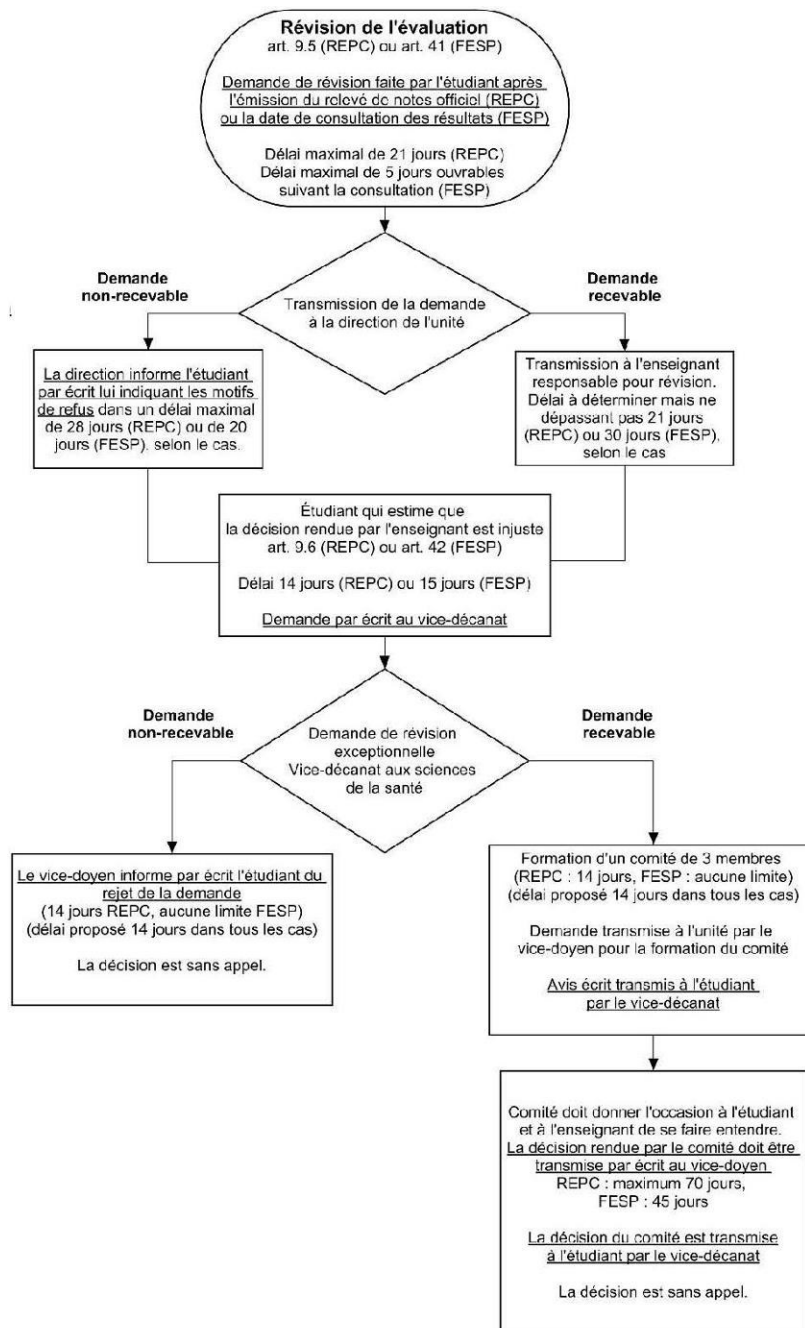 Révision de l'évaluation
art. 9.5 (REPC) ou art. 41 (FESP)
Demande de révision faite par l'étudiant après
l'émission du relevé de notes officiel (REPC)
ou la date de consultation des résultats (FESP)
Délai maximal de 21 jours (REPC)
Délai maximal de 5 jours ouvrables
suivant la consultation (FESP)
Demande
non-recevable
Transmission de la demande
à la direction de l'unité
Demande
recevable
La direction informe l'étudiant
par écrit lui indiquant les motifs
de refus dans un délai maximal
de 28 jours (REPC) ou de 20
jours (FESP). selon le cas.
Transmission à l'enseignant
responsable pour révision.
Délai à déterminer mais ne
dépassant pas 21 jours
(REPC) ou 30 jours (FESP).
selon le cas
Étudiant qui estime que
la décision rendue par l'enseignant est injuste
art. 9.6 (REPC) ou art. 42 (FESP)
Délai 14 jours (REPC) ou 15 jours (FESP)
Demande par écrit au vice-décanat
Demande
non-recevable
Demande de révision
exceptionnelle
Vice-décanat aux sciences
de la santé
Demande
recevable
Le vice-doyen informe par écrit l'étudiant du
rejet de la demande
(14 jours REPC, aucune limite FESP)
(délai proposé 14 jours dans tous les cas)
La décision est sans appel.
Formation d'un comité de 3 membres
(REPC : 14 jours, FESP : aucune limite)
(délai proposé 14 jours dans tous les cas)
Demande transmise à l'unité par le
vice-doyen pour la formation du comité
Avis écrit transmis à l'étudiant
par le vice-décanat
Comité doit donner l'occasion à l'étudiant
et à l'enseignant de se faire entendre.
La décision rendue par le comité doit être
transmise par écrit au vice-doyen
REPC : maximum 70 jours,
FESP : 45 jours
La décision du comité est transmise
à l'étudiant par le vice-décanat
La décision est sans appel.